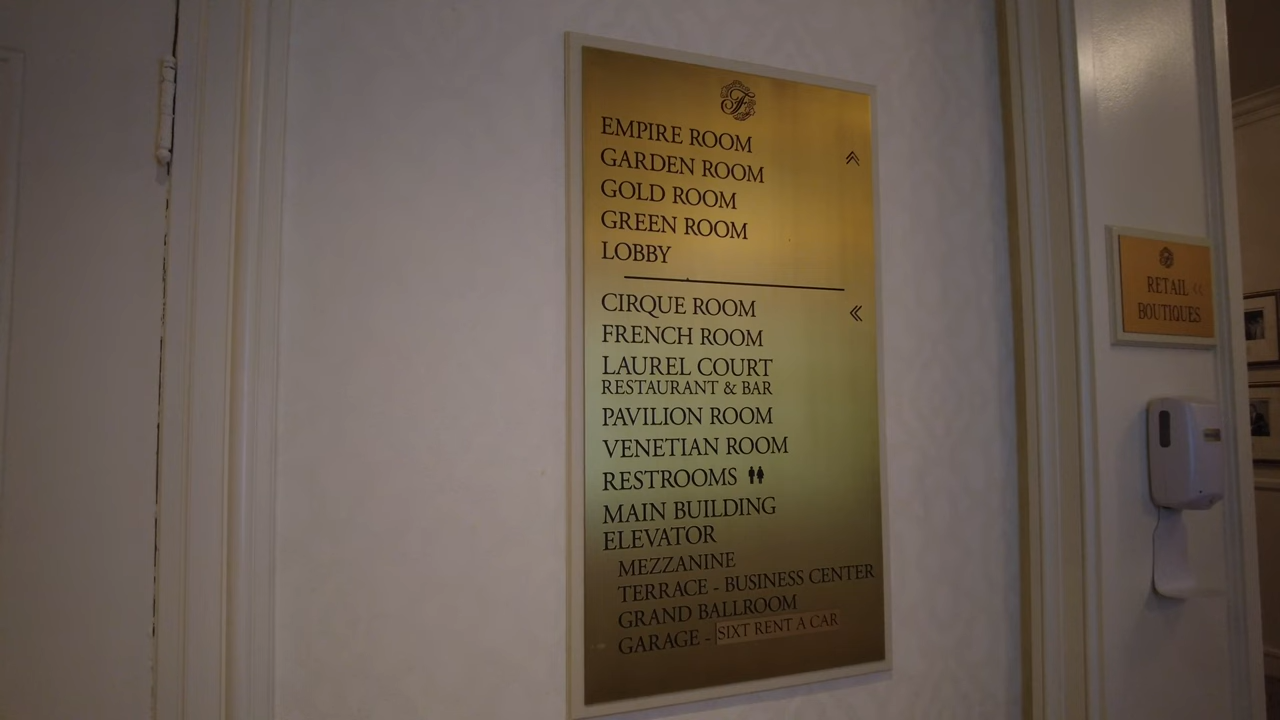 EMPIRE ROOM
GARDEN ROOM
GOLD ROOM
GREEN ROOM
LOBBY
CIRQUE ROOM
FRENCH ROOM
LAUREL COURT
RESTAURANT & BAR
PAVILION ROOM
VENETIAN ROOM
RESTROOMS
MAIN BUILDING
ELEVATOR
MEZZANINE
TERRACE - BUSINESS CENTER
GRAND BALLROOM
GARAGE - SIXT RENT A CAR
RETAIL
BOUTIQUES